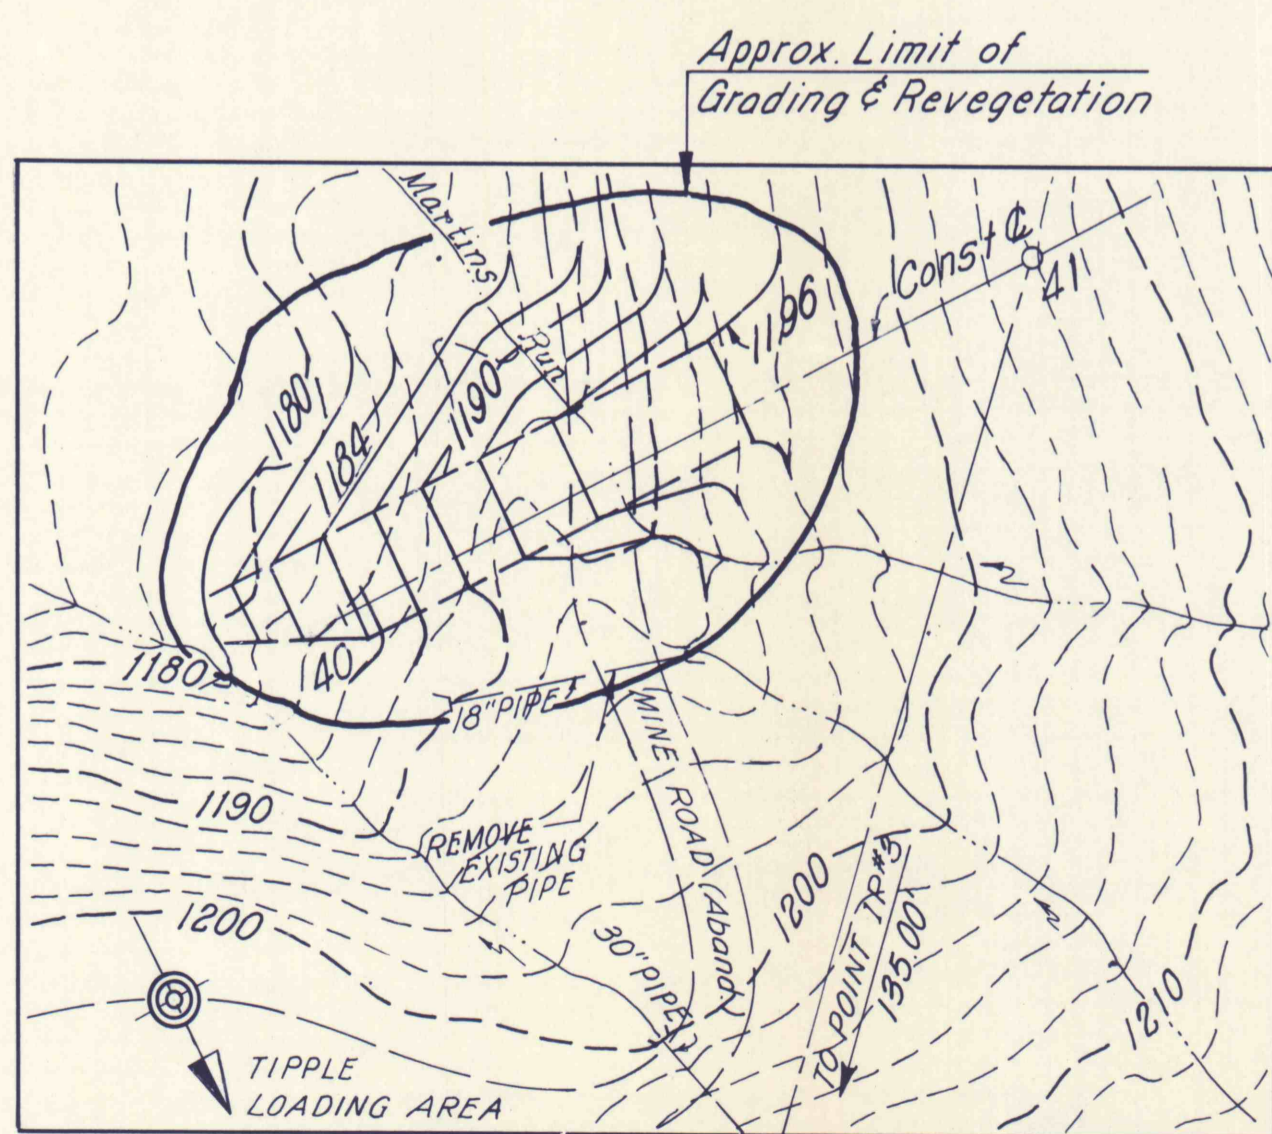 Approx. Limit of
Grading & Revegetation
Martins
Run
Const ℄
41
1196
1180
1184
1190
40
1180
18" PIPE
MINE ROAD (Aband.)
1190
REMOVE
EXISTING
PIPE
1200
1200
30" PIPE
TO POINT TP#3
135.00'
1210
TIPPLE
LOADING AREA